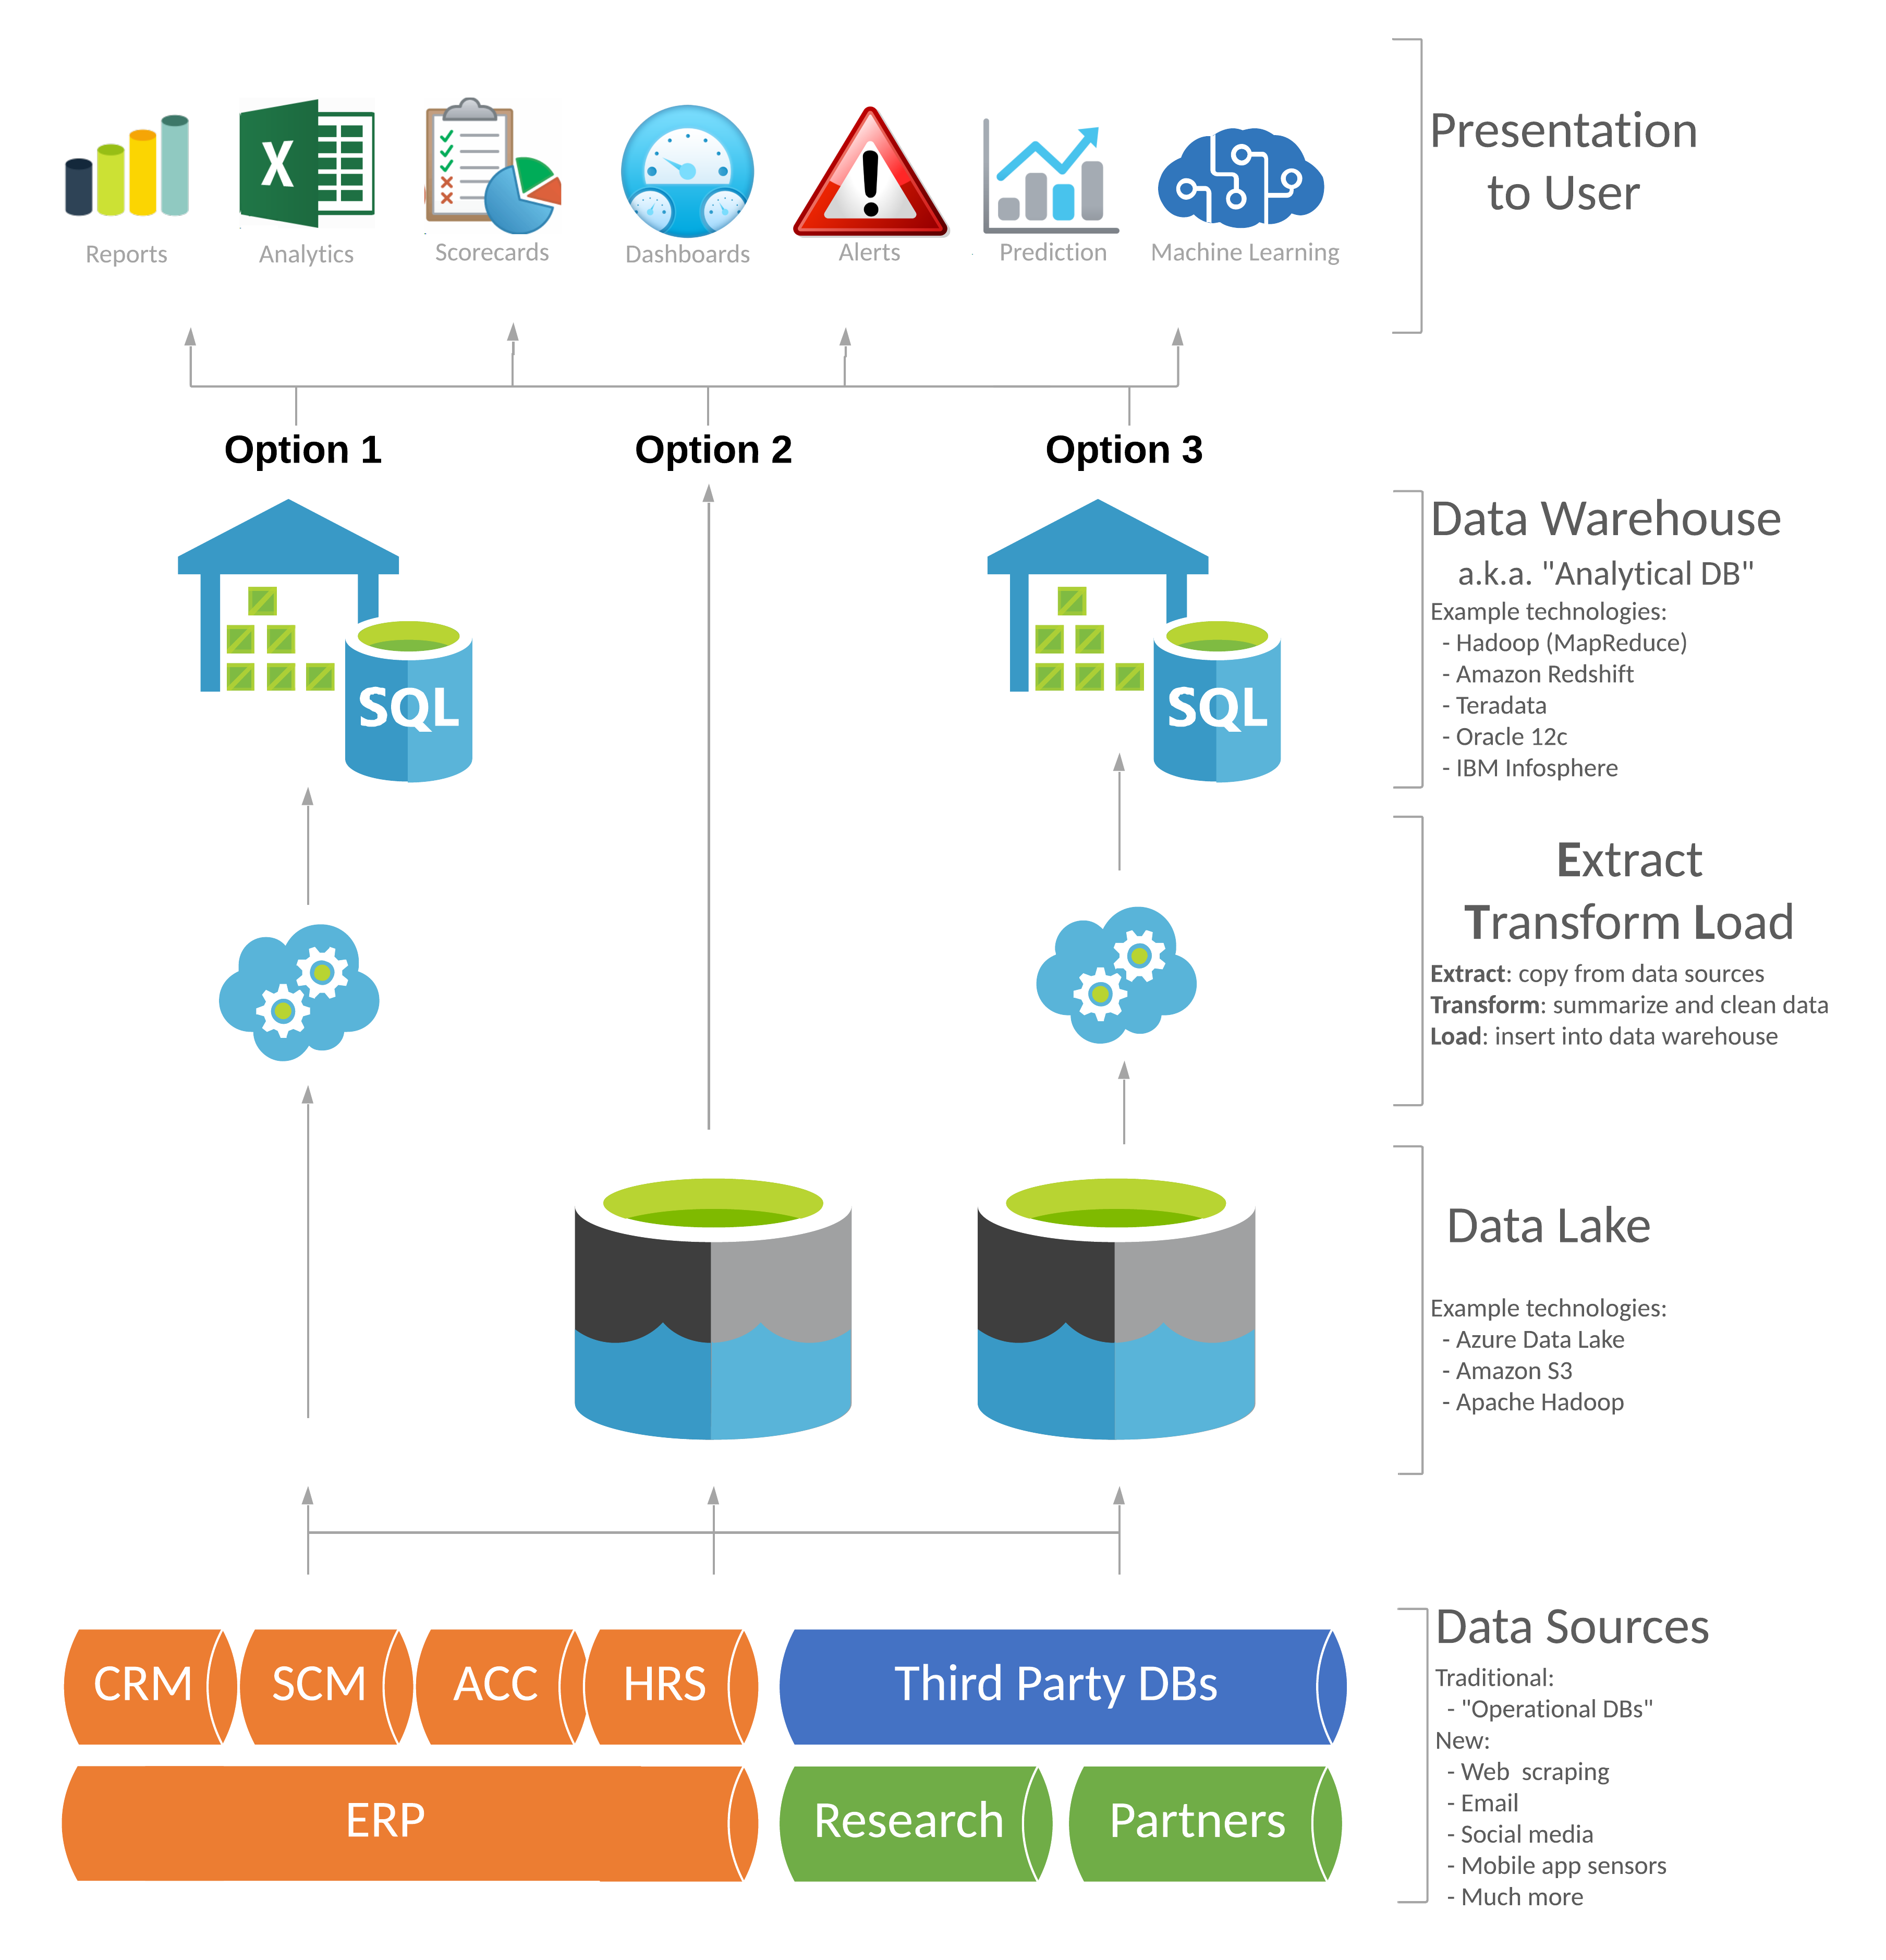 Presentation
to User
X
Reports
Analytics
Scorecards
Dashboards
Alerts
Prediction
Machine Learning
Option 1
Option 2
Option 3
SQL
SQL
Data Warehouse
a.k.a. "Analytical DB"
Example technologies:
- Hadoop (MapReduce)
- Amazon Redshift
- Teradata
- Oracle 12c
- IBM Infosphere
Extract
Transform Load
Extract: copy from data sources
Transform: summarize and clean data
Load: insert into data warehouse
Data Lake
Example technologies:
- Azure Data Lake
- Amazon S3
- Apache Hadoop
CRM
SCM
ACC
HRS
Third Party DBs
ERP
Research
Partners
Data Sources
Traditional:
- "Operational DBs"
New:
- Web  scraping
- Email
- Social media
- Mobile app sensors
- Much more